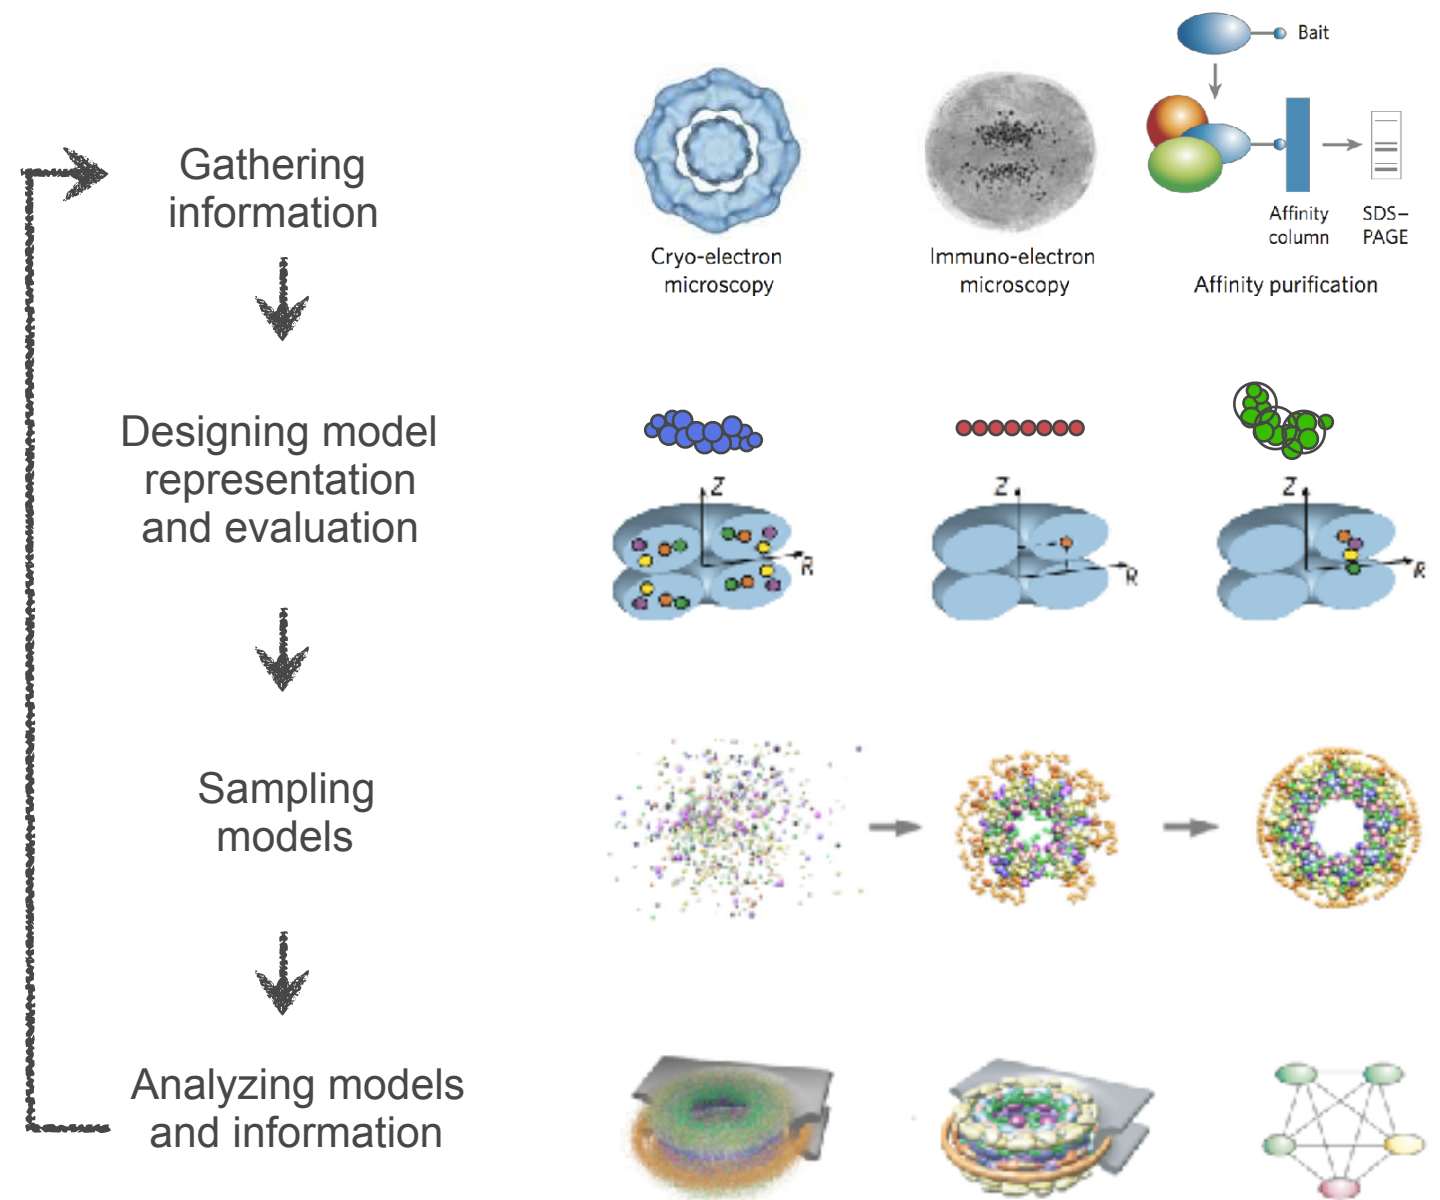 Gathering
information
Cryo-electron
microscopy
Immuno-electron
microscopy
Bait
Affinity
column
SDS–
PAGE
Affinity purification
Designing model
representation
and evaluation
Z
R
Z
R
Z
R
Sampling
models
Analyzing models
and information